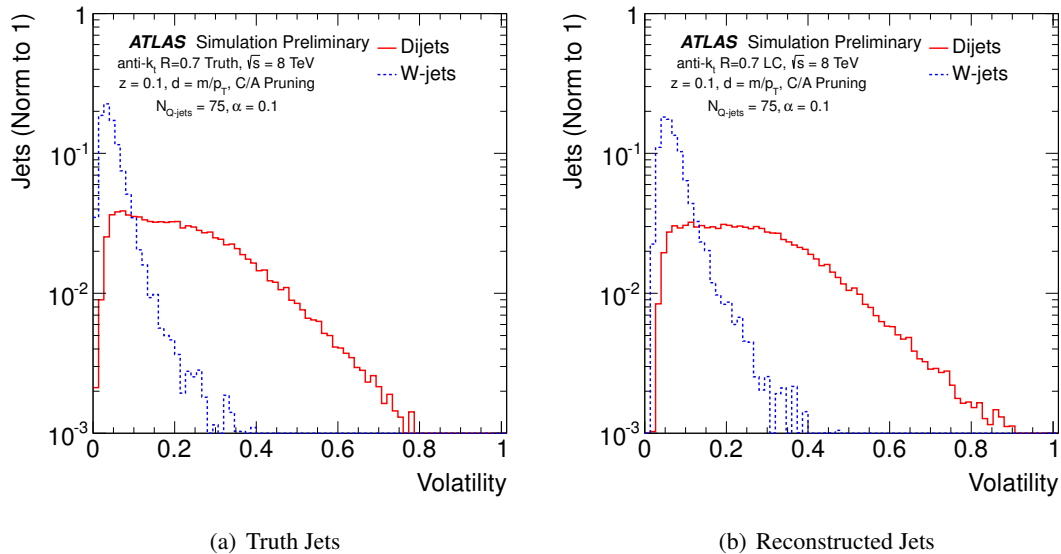 Jets (Norm to 1)
1
10⁻¹
10⁻²
10⁻³
ATLAS Simulation Preliminary
anti-kₜ R=0.7 Truth, √s = 8 TeV
z = 0.1, d = m/p_T, C/A Pruning
N_Q-jets = 75, α = 0.1
Dijets
W-jets
0 0.2 0.4 0.6 0.8 1
Volatility
(a) Truth Jets
Jets (Norm to 1)
1
10⁻¹
10⁻²
10⁻³
ATLAS Simulation Preliminary
anti-kₜ R=0.7 LC, √s = 8 TeV
z = 0.1, d = m/p_T, C/A Pruning
N_Q-jets = 75, α = 0.1
Dijets
W-jets
0 0.2 0.4 0.6 0.8 1
Volatility
(b) Reconstructed Jets